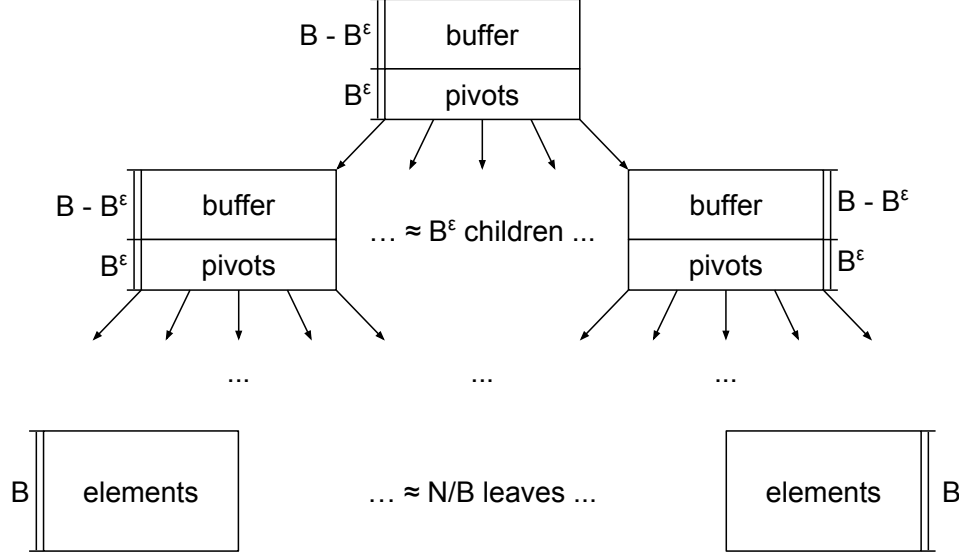 B - Bᵋ buffer
Bᵋ pivots
B - Bᵋ buffer buffer B - Bᵋ
... ≈ Bᵋ children ...
Bᵋ pivots pivots Bᵋ
... ... ...
B elements ... ≈ N/B leaves ... elements B